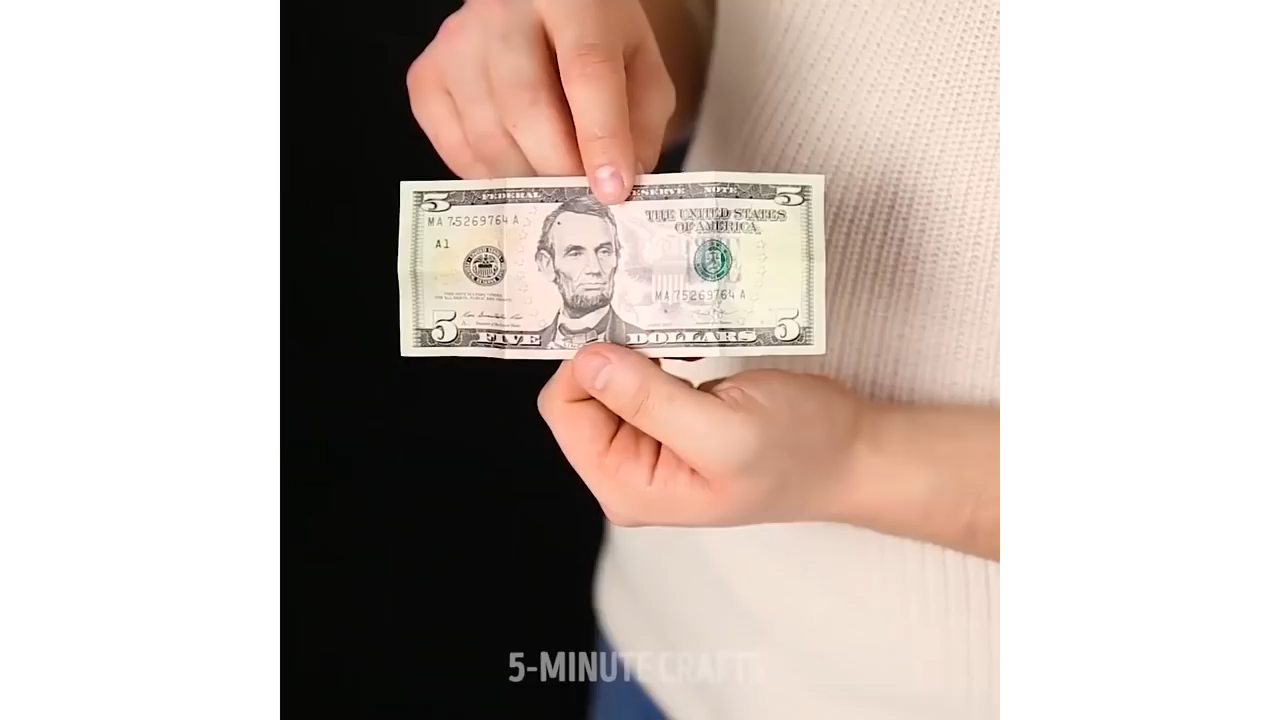 5 FEDERAL RESERVE NOTE 5
MA 75269764 A
THE UNITED STATES
OF AMERICA
A1
MA 75269764 A
5 FIVE DOLLARS 5
5-MINUTE CRAFTS